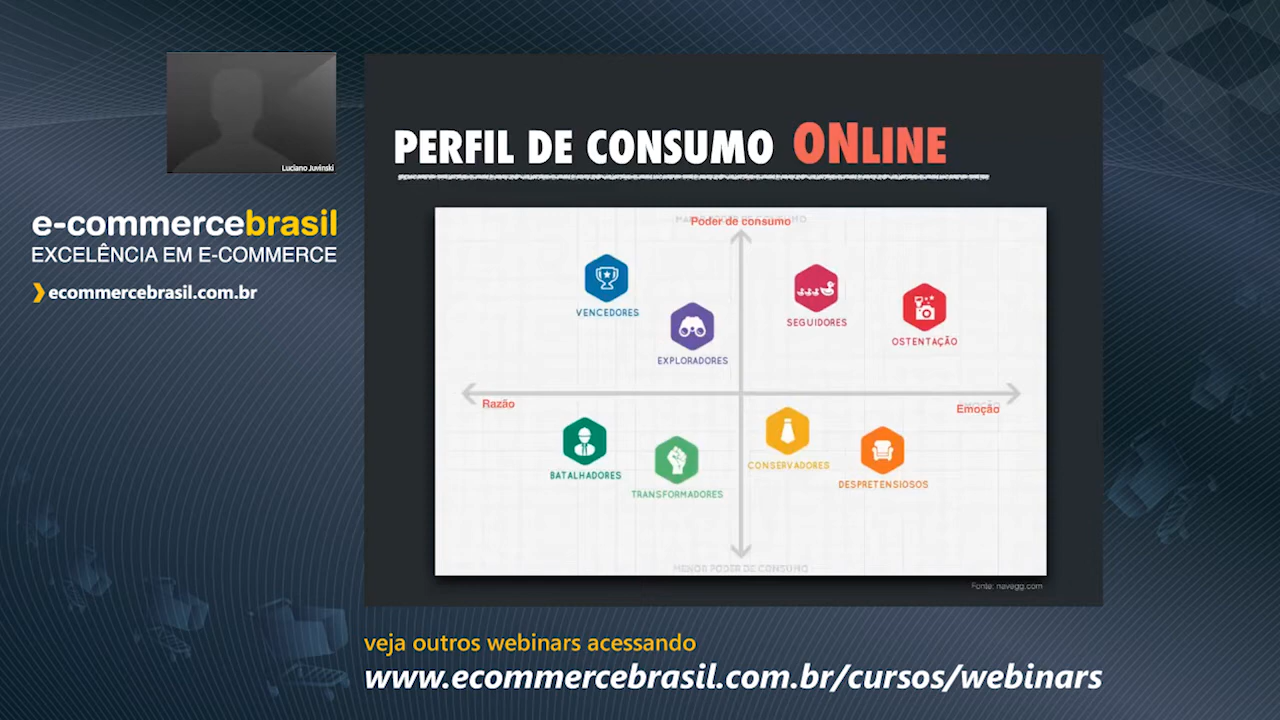 Luciano Juvinski
e-commercebrasil
EXCELÊNCIA EM E-COMMERCE
ecommercebrasil.com.br
PERFIL DE CONSUMO ONLINE
Poder de consumo
VENCEDORES
SEGUIDORES
OSTENTAÇÃO
EXPLORADORES
Razão
Emoção
BATALHADORES
CONSERVADORES
TRANSFORMADORES
DESPRETENSIOSOS
MENOR PODER DE CONSUMO
Fonte: navegg.com
veja outros webinars acessando
www.ecommercebrasil.com.br/cursos/webinars